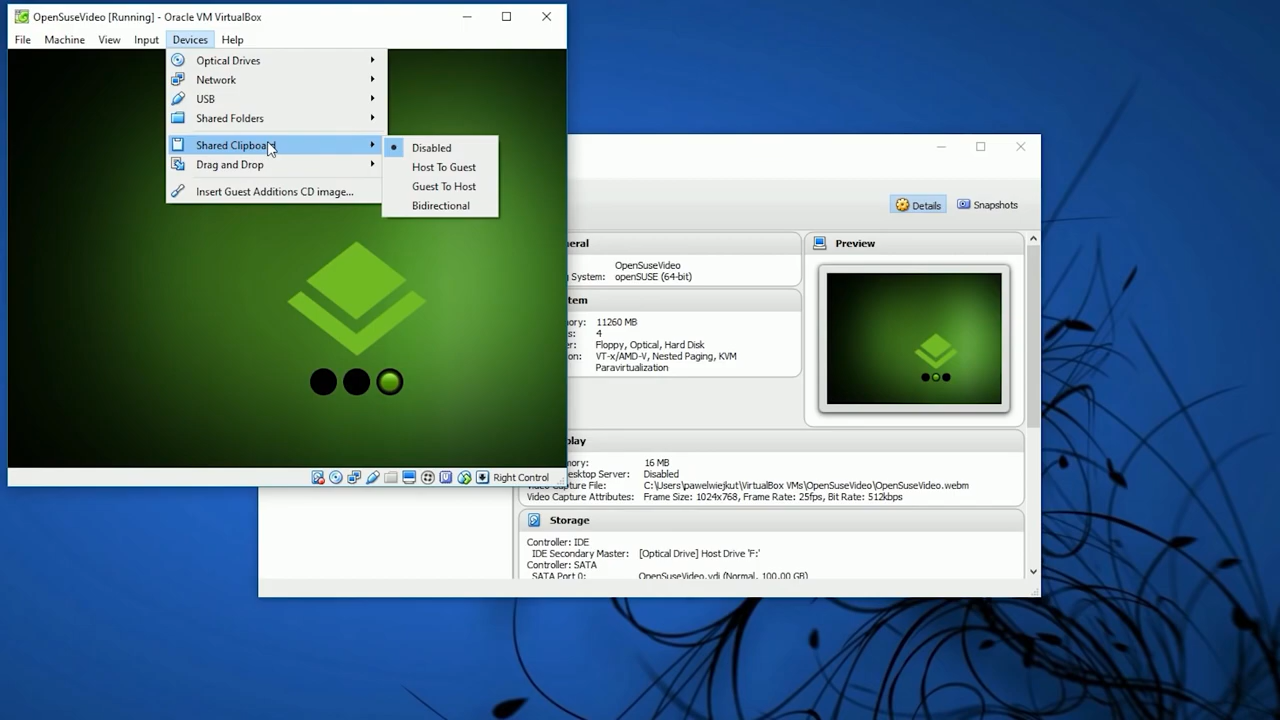 OpenSuseVideo [Running] - Oracle VM VirtualBox
File Machine View Input Devices Help
Optical Drives
Network
USB
Shared Folders
Shared Clipboard
Drag and Drop
Insert Guest Additions CD image...
Disabled
Host To Guest
Guest To Host
Bidirectional
Right Control
Details Snapshots
eral
OpenSuseVideo
System: openSUSE (64-bit)
tem
mory: 11260 MB
s: 4
er: Floppy, Optical, Hard Disk
on: VT-x/AMD-V, Nested Paging, KVM
Paravirtualization
Preview
play
emory: 16 MB
esktop Server: Disabled
Capture File: C:\Users\pawelwiejkut\VirtualBox VMs\OpenSuseVideo\OpenSuseVideo.webm
Video Capture Attributes: Frame Size: 1024x768, Frame Rate: 25fps, Bit Rate: 512kbps
Storage
Controller: IDE
IDE Secondary Master: [Optical Drive] Host Drive 'F:'
Controller: SATA
SATA Port 0: OpenSuseVideo.vdi (Normal, 100,00 GB)